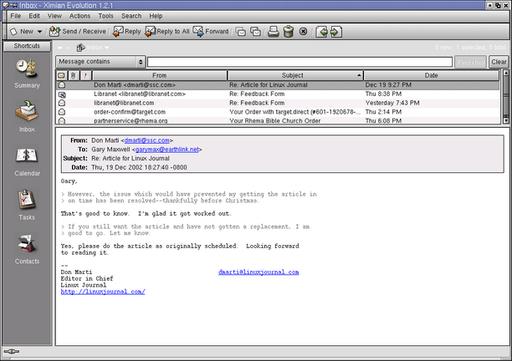 Inbox - Ximian Evolution 1.2.1
File Edit View Actions Tools Search Help
New Send / Receive Reply Reply to All Forward
Shortcuts Inbox
Message contains Clear
From Subject Date
Don Marti <dmarti@ssc.com> Re: Article for Linux Journal Dec 19 9:27 PM
Libranet <libranet@libranet.com> Re: Feedback Form Thu 8:38 PM
libranet@libranet.com Re: Feedback Form Yesterday 7:43 PM
order-confirm@target.com Your Order with target.direct (#601-1920678-... Thu 2:14 PM
partnerservice@rhema.org Your Rhema Bible Church Order Thu 6:08 PM
Summary
Inbox
Calendar
Tasks
Contacts
From: Don Marti <dmarti@ssc.com>
To: Gary Maxwell <garymax@earthlink.net>
Subject: Re: Article for Linux Journal
Date: Thu, 19 Dec 2002 18:27:40 -0800
Gary,
> However, the issue which would have prevented my getting the article in
> on time has been resolved--thankfully before Christmas.
That's good to know. I'm glad it got worked out.
> If you still want the article and have not gotten a replacement, I am
> good to go. Let me know.
Yes, please do the article as originally scheduled. Looking forward
to reading it.
--
Don Marti dmarti@linuxjournal.com
Editor in Chief
Linux Journal
http://linuxjournal.com/